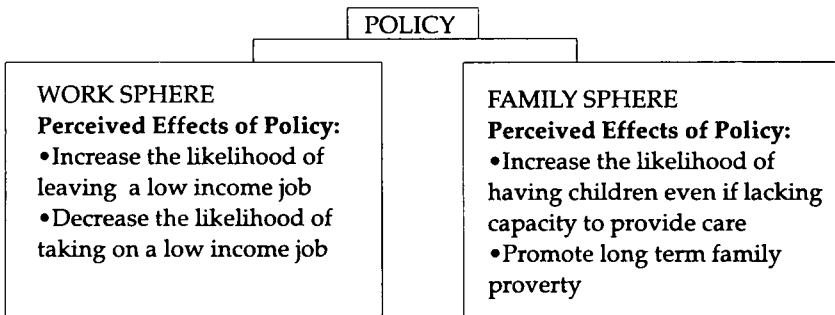 POLICY
WORK SPHERE
Perceived Effects of Policy:
•Increase the likelihood of
leaving a low income job
•Decrease the likelihood of
taking on a low income job
FAMILY SPHERE
Perceived Effects of Policy:
•Increase the likelihood of
having children even if lacking
capacity to provide care
•Promote long term family
proverty